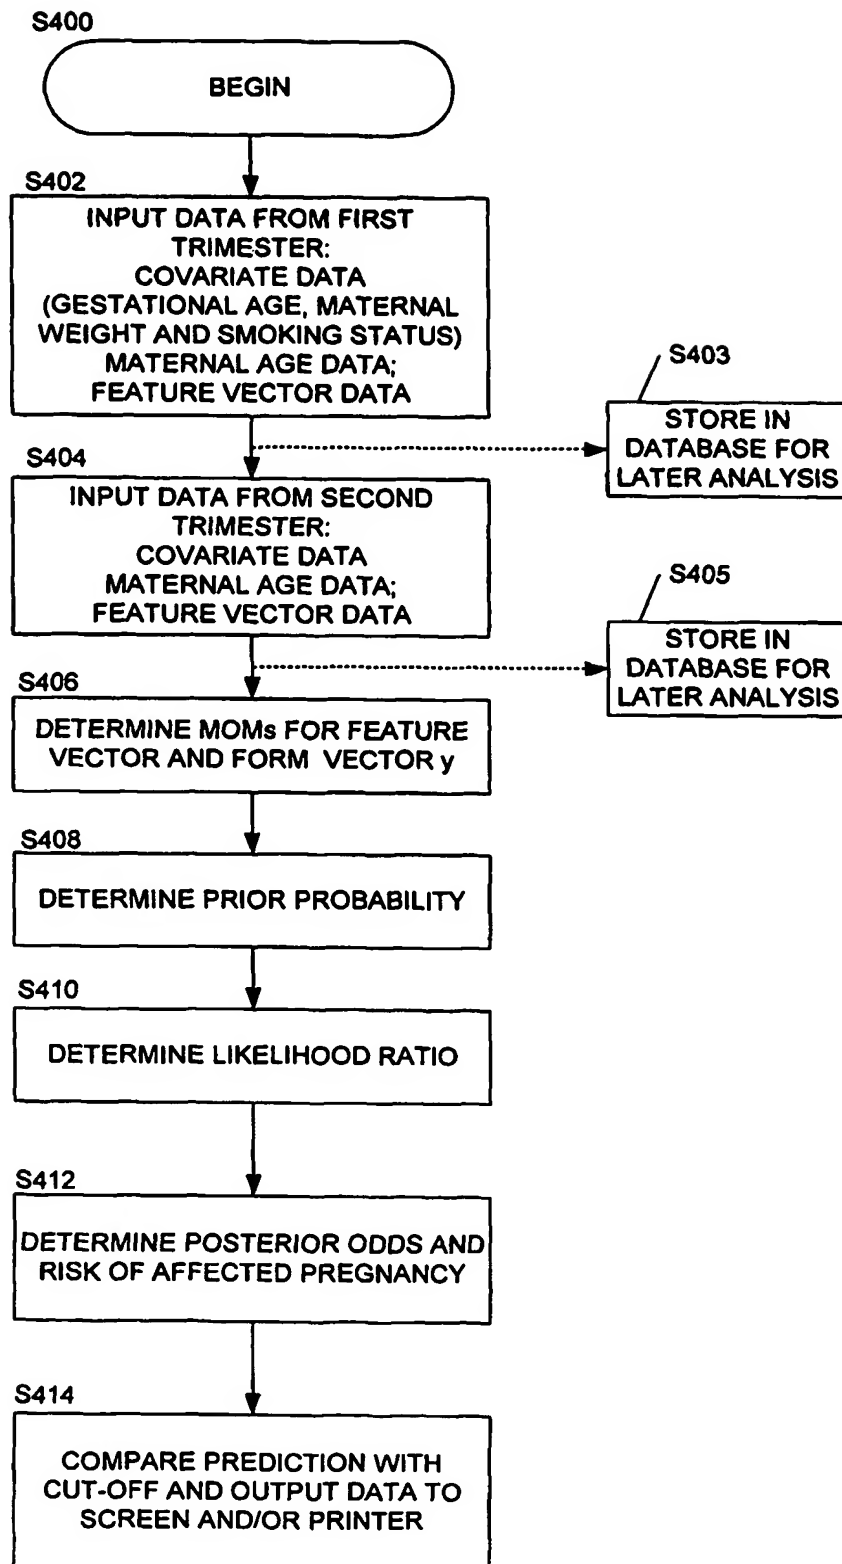 S400
BEGIN
S402
INPUT DATA FROM FIRST
TRIMESTER:
COVARIATE DATA
(GESTATIONAL AGE, MATERNAL
WEIGHT AND SMOKING STATUS)
MATERNAL AGE DATA;
FEATURE VECTOR DATA
S403
STORE IN
DATABASE FOR
LATER ANALYSIS
S404
INPUT DATA FROM SECOND
TRIMESTER:
COVARIATE DATA
MATERNAL AGE DATA;
FEATURE VECTOR DATA
S405
STORE IN
DATABASE FOR
LATER ANALYSIS
S406
DETERMINE MOMs FOR FEATURE
VECTOR AND FORM VECTOR y
S408
DETERMINE PRIOR PROBABILITY
S410
DETERMINE LIKELIHOOD RATIO
S412
DETERMINE POSTERIOR ODDS AND
RISK OF AFFECTED PREGNANCY
S414
COMPARE PREDICTION WITH
CUT-OFF AND OUTPUT DATA TO
SCREEN AND/OR PRINTER